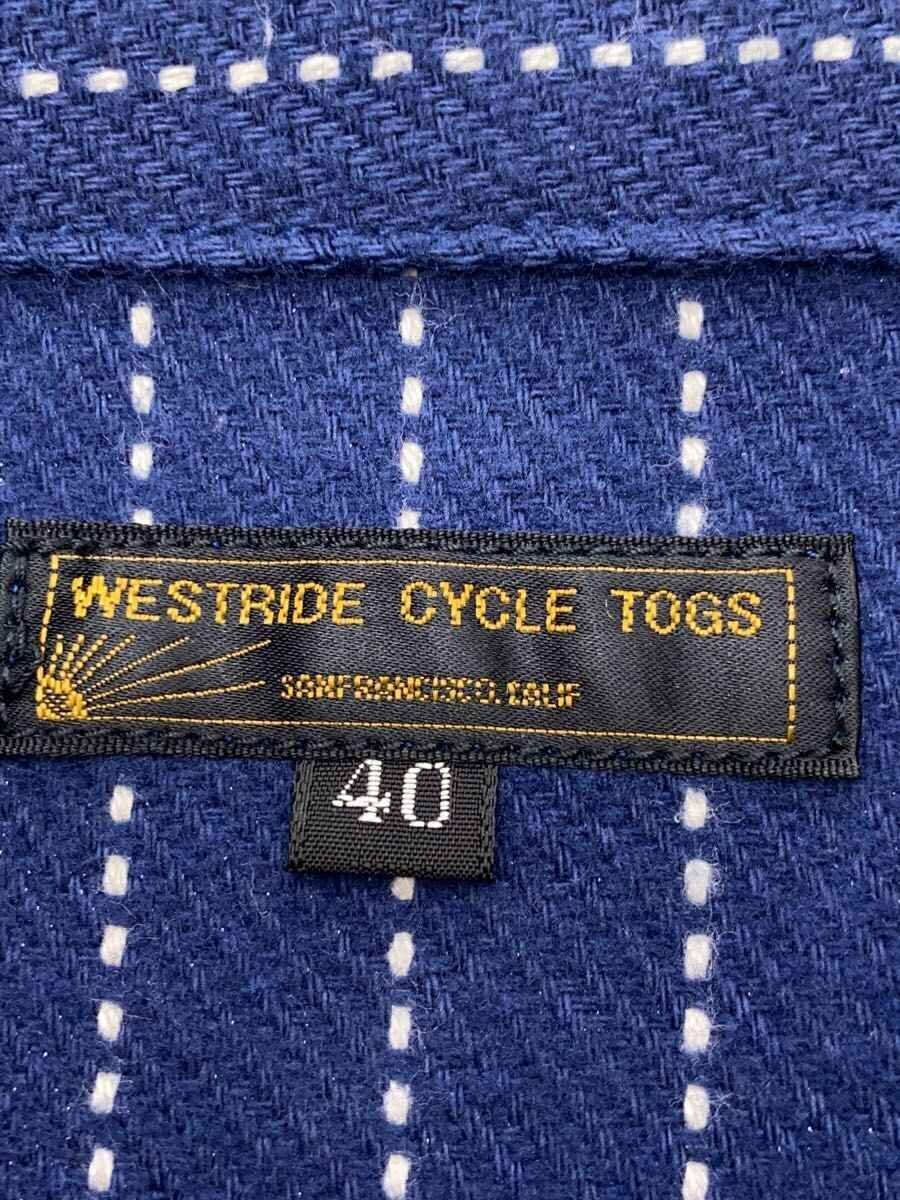 WESTRIDE CYCLE TOGS
SANFRANCISCO.CALIF
40